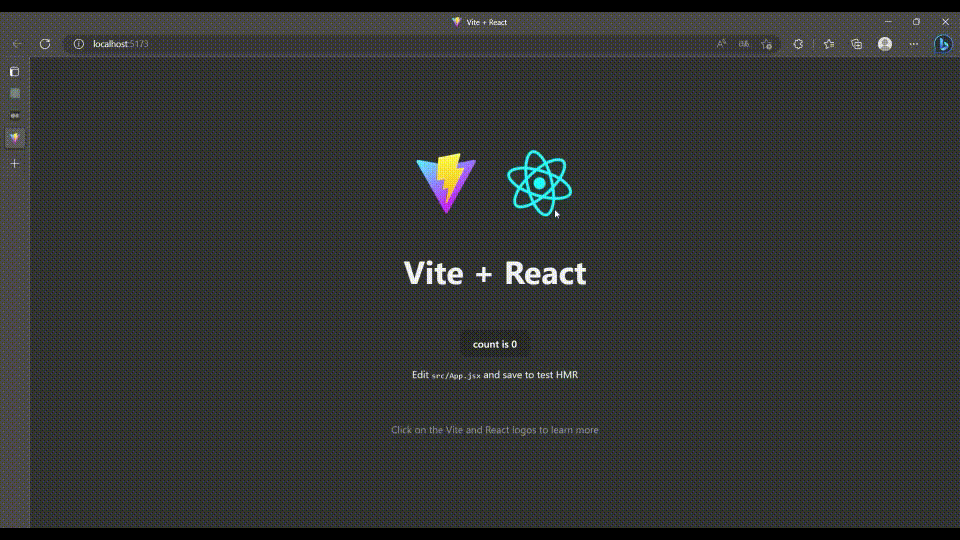 Vite + React
localhost:5173
Vite + React
count is 0
Edit src/App.jsx and save to test HMR
Click on the Vite and React logos to learn more